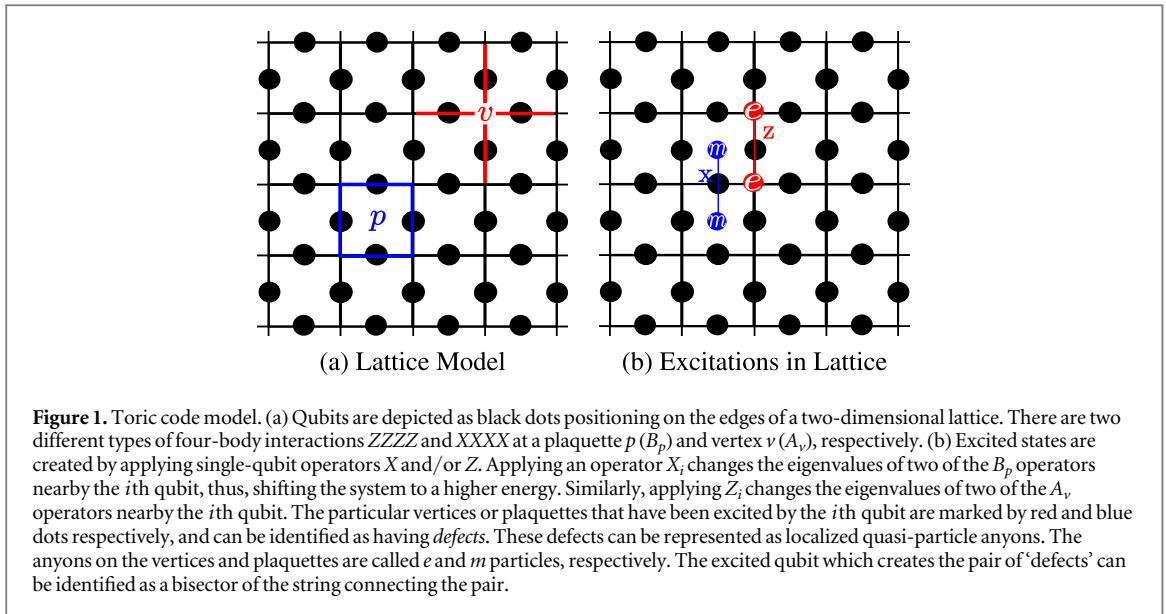 v
p
e
z
m
x
e
m
(a) Lattice Model
(b) Excitations in Lattice
Figure 1. Toric code model. (a) Qubits are depicted as black dots positioning on the edges of a two-dimensional lattice. There are two
different types of four-body interactions ZZZZ and XXXX at a plaquette p (Bp) and vertex v (Av), respectively. (b) Excited states are
created by applying single-qubit operators X and/or Z. Applying an operator Xi changes the eigenvalues of two of the Bp operators
nearby the ith qubit, thus, shifting the system to a higher energy. Similarly, applying Zi changes the eigenvalues of two of the Av
operators nearby the ith qubit. The particular vertices or plaquettes that have been excited by the ith qubit are marked by red and blue
dots respectively, and can be identified as having defects. These defects can be represented as localized quasi-particle anyons. The
anyons on the vertices and plaquettes are called e and m particles, respectively. The excited qubit which creates the pair of ‘defects’ can
be identified as a bisector of the string connecting the pair.